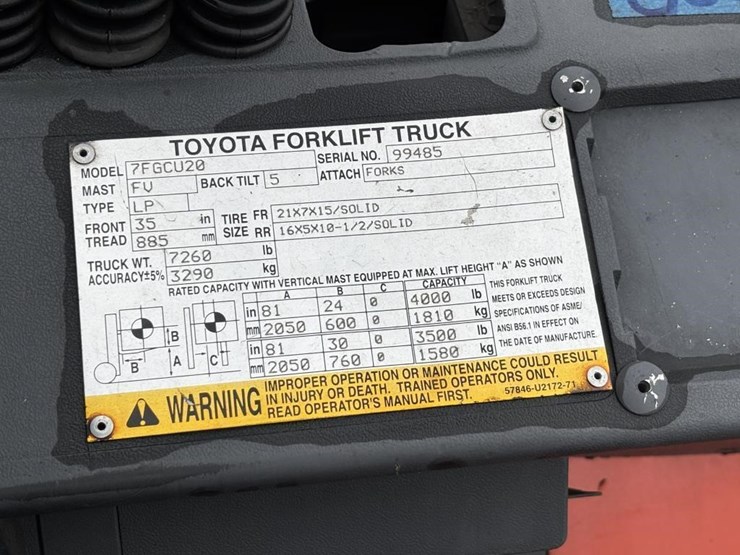 TOYOTA FORKLIFT TRUCK
MODEL 7FGCU20 SERIAL NO. 99485
MAST FV BACK TILT 5 ATTACH FORKS
TYPE LP
FRONT TREAD 35 in 885 mm
TIRE SIZE FR 21X7X15/SOLID
RR 16X5X10-1/2/SOLID
TRUCK WT. 7260 lb
ACCURACY±5% 3290 kg
RATED CAPACITY WITH VERTICAL MAST EQUIPPED AT MAX. LIFT HEIGHT "A" AS SHOWN
A B C CAPACITY
in 81 24 0 4000 lb
mm 2050 600 0 1810 kg
in 81 30 0 3500 lb
mm 2050 760 0 1580 kg
B B A C
THIS FORKLIFT TRUCK
MEETS OR EXCEEDS DESIGN
SPECIFICATIONS OF ASME/
ANSI B56.1 IN EFFECT ON
THE DATE OF MANUFACTURE.
WARNING
IMPROPER OPERATION OR MAINTENANCE COULD RESULT
IN INJURY OR DEATH. TRAINED OPERATORS ONLY.
READ OPERATOR'S MANUAL FIRST.
57846-U2172-71